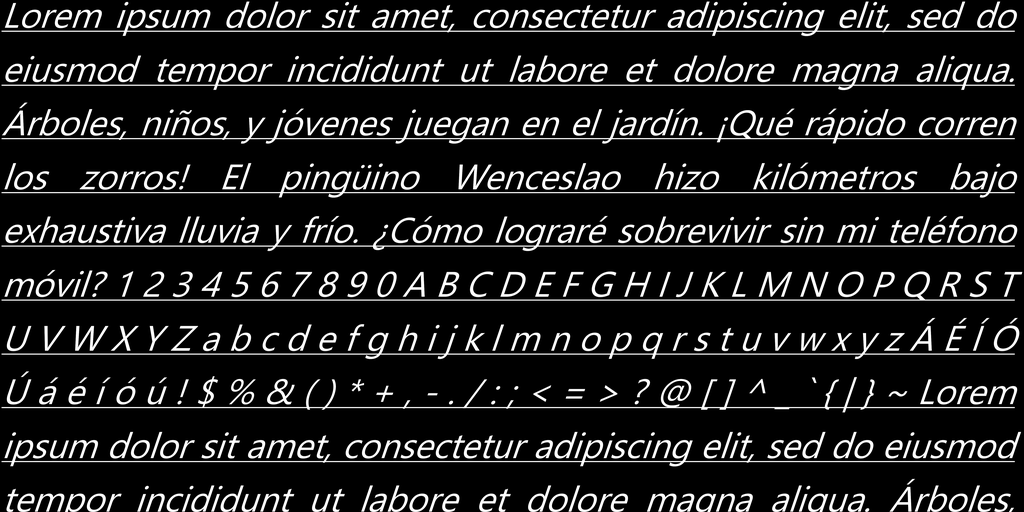 Lorem ipsum dolor sit amet, consectetur adipiscing elit, sed do
eiusmod tempor incididunt ut labore et dolore magna aliqua.
Árboles, niños, y jóvenes juegan en el jardín. ¡Qué rápido corren
los zorros! El pingüino Wenceslao hizo kilómetros bajo
exhaustiva lluvia y frío. ¿Cómo lograré sobrevivir sin mi teléfono
móvil? 1 2 3 4 5 6 7 8 9 0 A B C D E F G H I J K L M N O P Q R S T
U V W X Y Z a b c d e f g h i j k l m n o p q r s t u v w x y z Á É Í Ó
Ú á é í ó ú ! $ % & ( ) * + , - . / : ; < = > ? @ [ ] ^ _ ` { | } ~ Lorem
ipsum dolor sit amet, consectetur adipiscing elit, sed do eiusmod
tempor incididunt ut labore et dolore magna aliqua. Árboles,